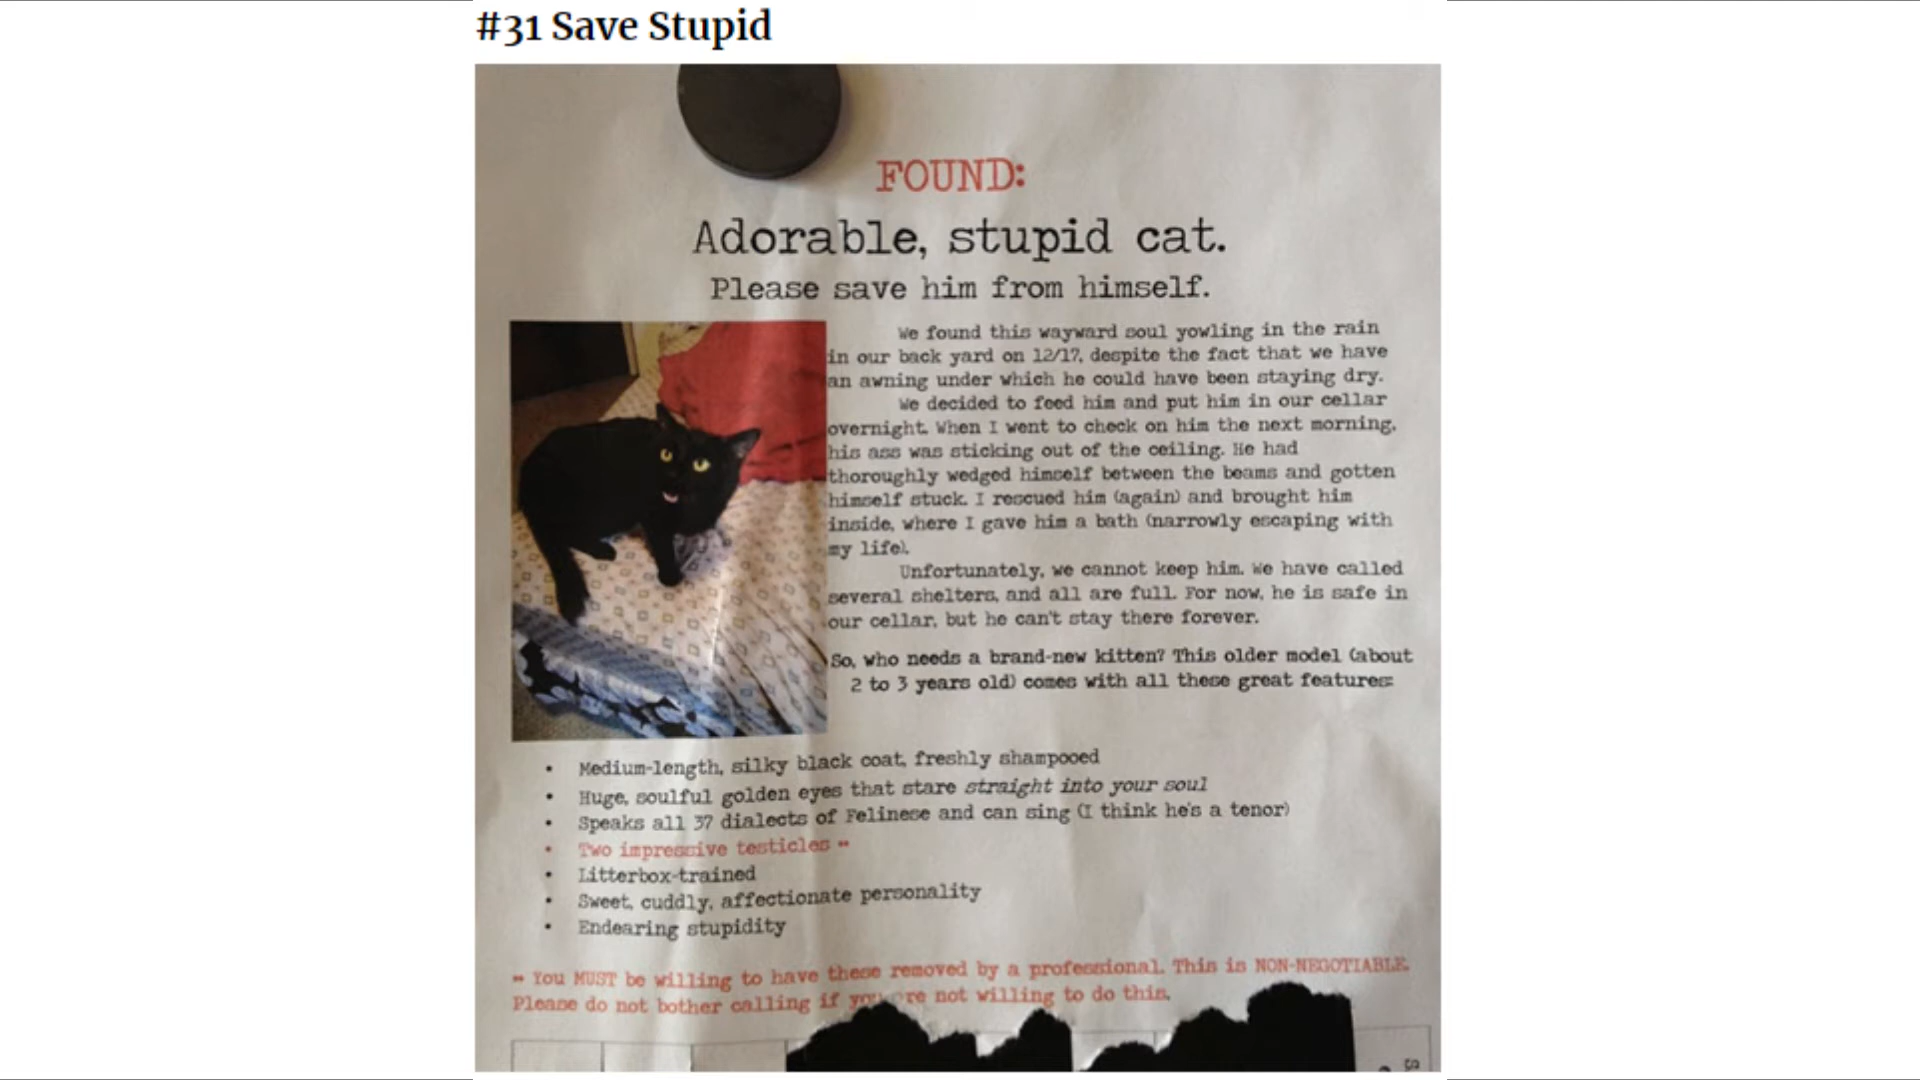 #31 Save Stupid
FOUND:
Adorable, stupid cat.
Please save him from himself.
We found this wayward soul yowling in the rain
in our back yard on 12/17, despite the fact that we have
an awning under which he could have been staying dry.
We decided to feed him and put him in our cellar
overnight. When I went to check on him the next morning,
his ass was sticking out of the ceiling. He had
thoroughly wedged himself between the beams and gotten
himself stuck. I rescued him (again) and brought him
inside, where I gave him a bath (narrowly escaping with
my life).
Unfortunately, we cannot keep him. We have called
several shelters, and all are full. For now, he is safe in
our cellar, but he can't stay there forever.
So, who needs a brand-new kitten? This older model (about
2 to 3 years old) comes with all these great features:
• Medium-length, silky black coat, freshly shampooed
• Huge, soulful golden eyes that stare straight into your soul
• Speaks all 37 dialects of Felinese and can sing (I think he's a tenor)
• Two impressive testicles **
• Litterbox-trained
• Sweet, cuddly, affectionate personality
• Endearing stupidity
** You MUST be willing to have these removed by a professional. This is NON-NEGOTIABLE.
Please do not bother calling if you're not willing to do this.